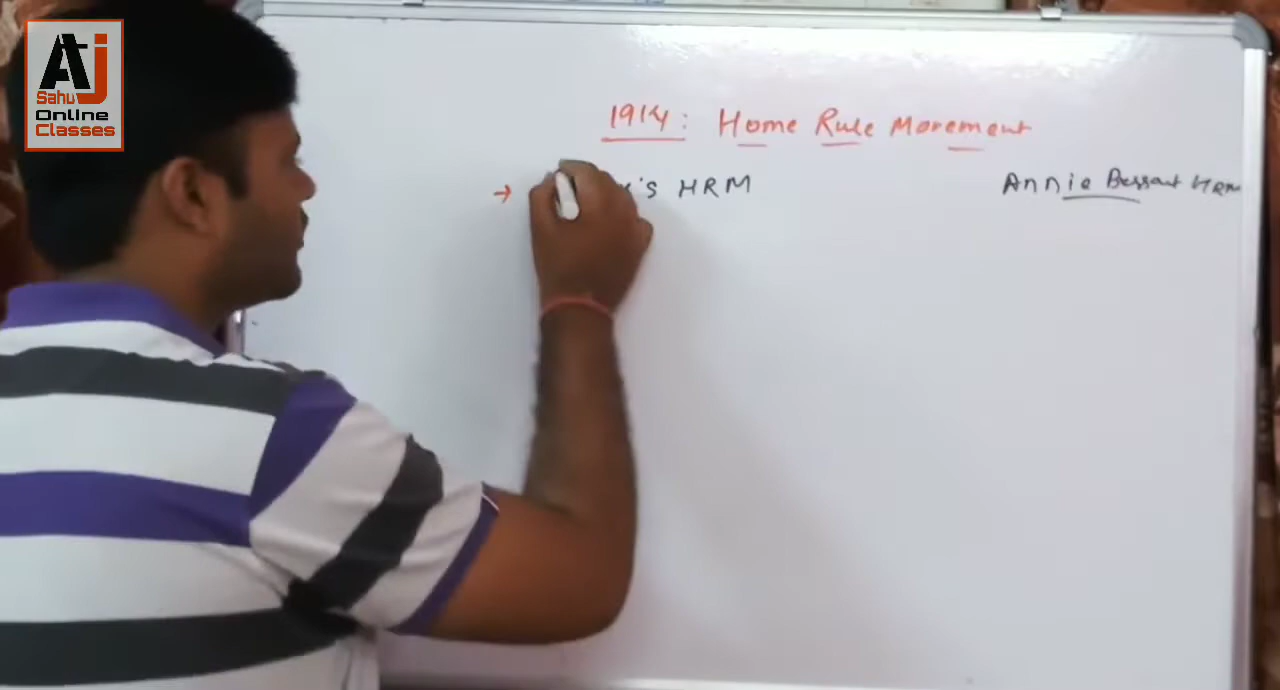 AJ
Sahu
Online
Classes
1914: Home Rule Movement
→ 's HRM
Annie Bessant HRM